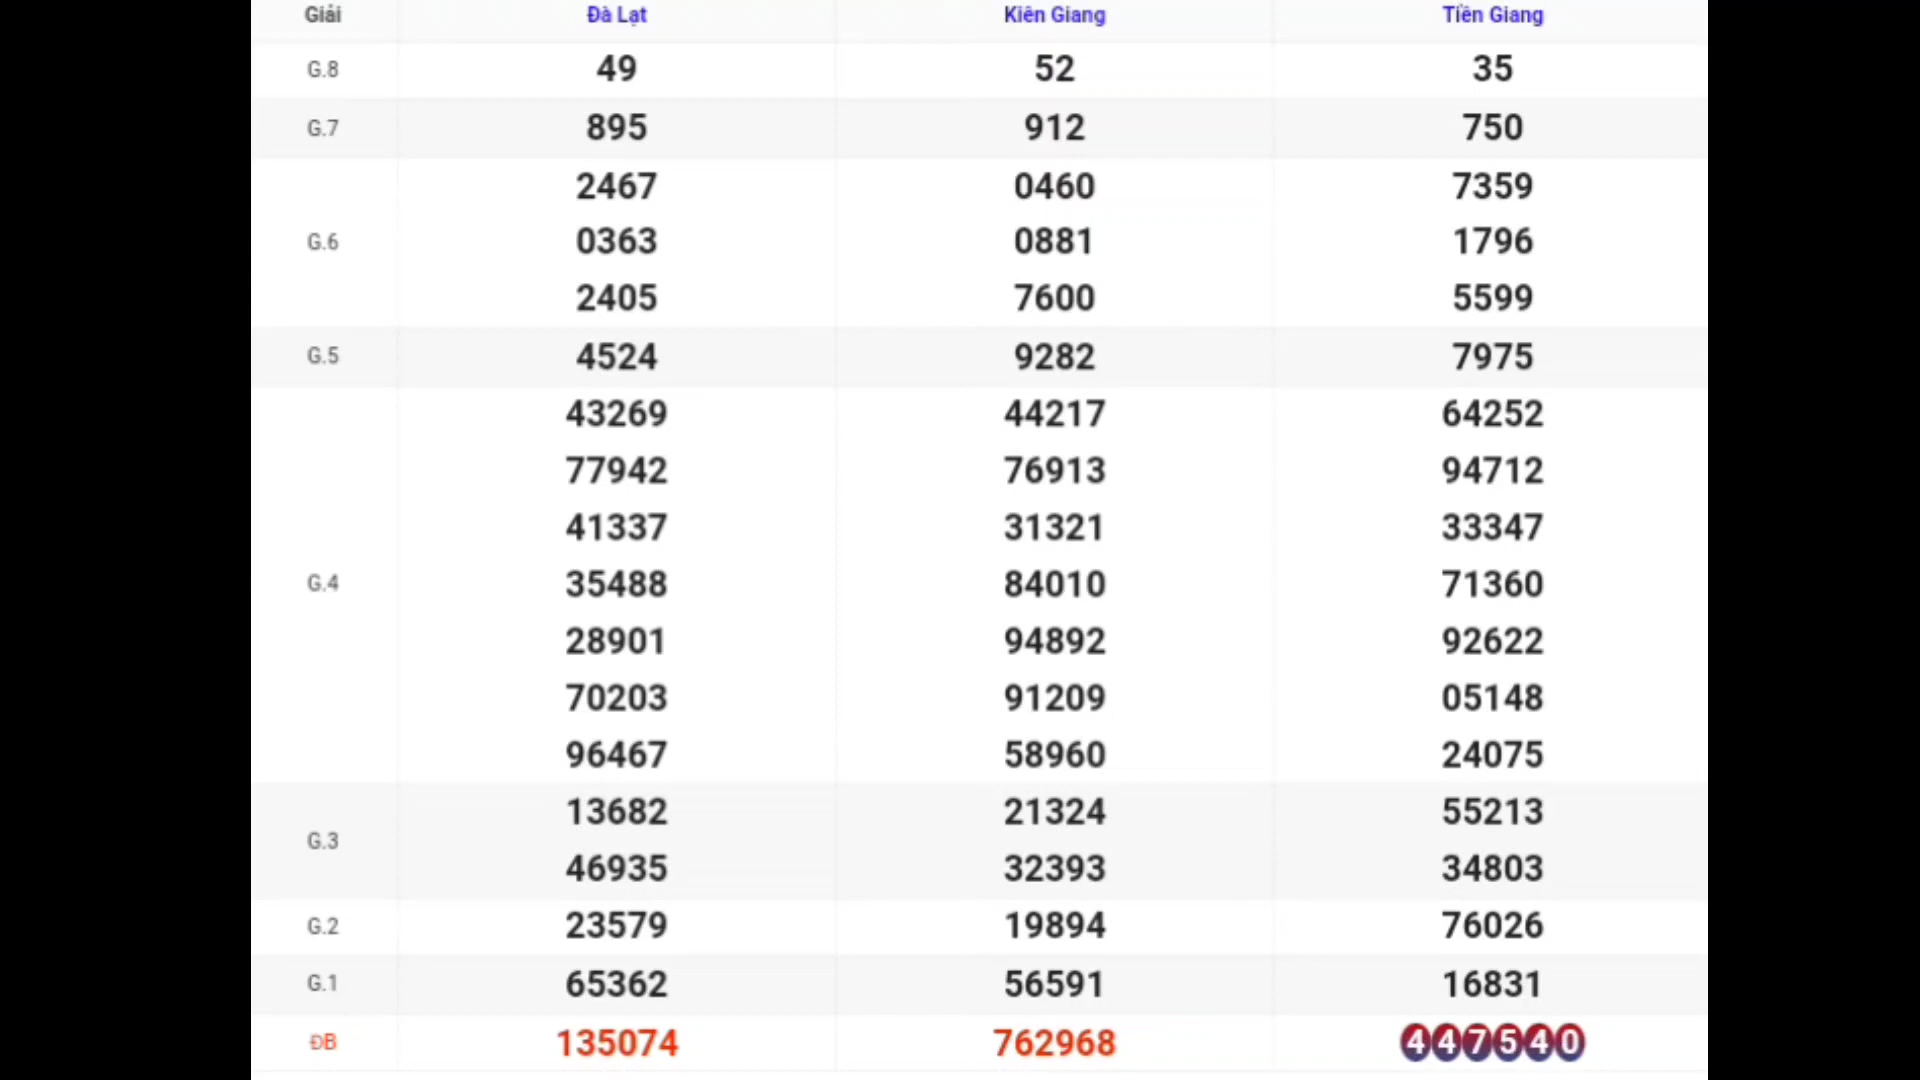 Giải Đà Lạt Kiên Giang Tiền Giang
G.8 49 52 35
G.7 895 912 750
2467 0460 7359
G.6 0363 0881 1796
2405 7600 5599
G.5 4524 9282 7975
43269 44217 64252
77942 76913 94712
41337 31321 33347
G.4 35488 84010 71360
28901 94892 92622
70203 91209 05148
96467 58960 24075
13682 21324 55213
G.3
46935 32393 34803
G.2 23579 19894 76026
G.1 65362 56591 16831
ĐB 135074 762968 447540